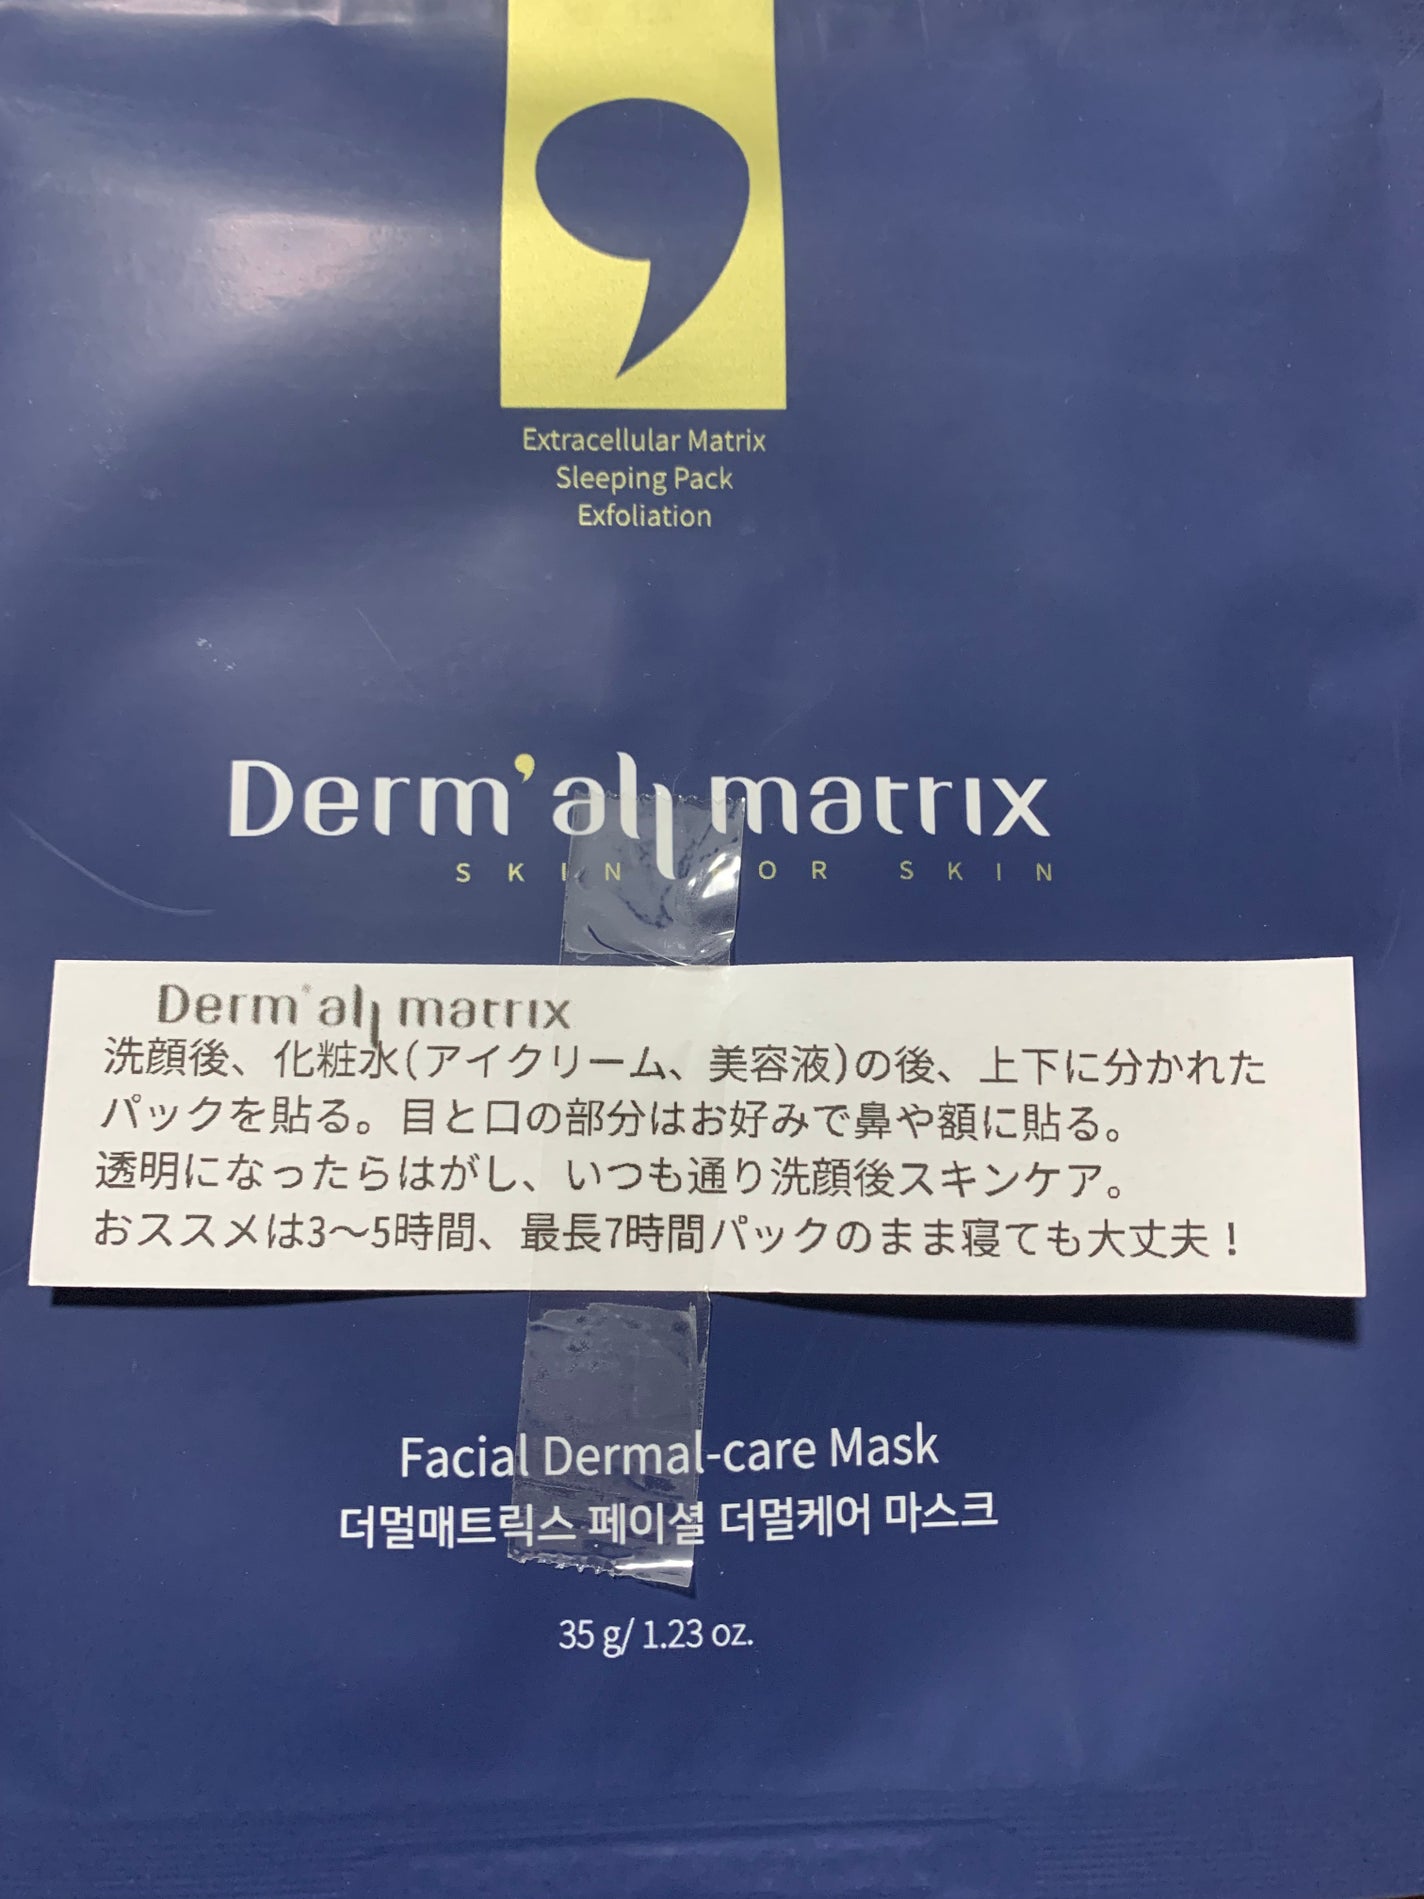 Extracellular Matrix
Sleeping Pack
Exfoliation
Derm'al matrix
SKIN OR SKIN
Derm'al matrix
洗顔後、化粧水(アイクリーム、美容液)の後、上下に分かれた
パックを貼る。目と口の部分はお好みで鼻や額に貼る。
透明になったらはがし、いつも通り洗顔後スキンケア。
おススメは3〜5時間、最長7時間パックのまま寝ても大丈夫！
Facial Dermal-care Mask
더멀매트릭스 페이셜 더멀케어 마스크
35 g/ 1.23 oz.